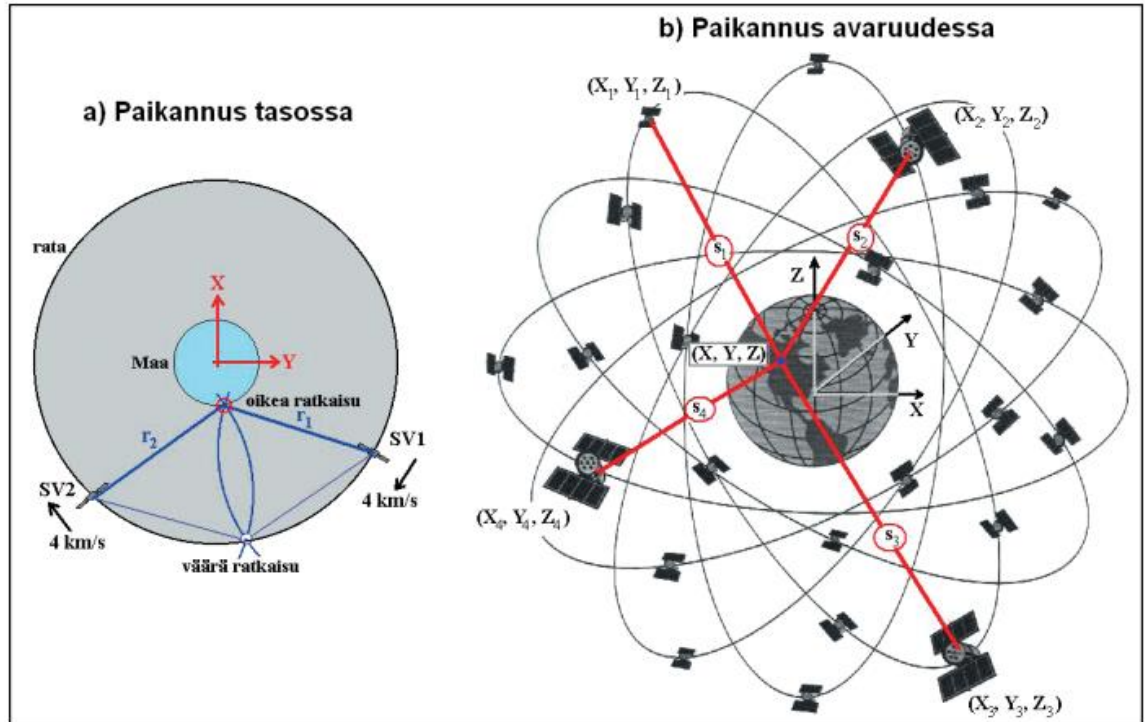 a) Paikannus tasossa
rata
X
Y
Maa
oikea ratkaisu
r₁
r₂
SV1
4 km/s
SV2
4 km/s
väärä ratkaisu
b) Paikannus avaruudessa
(X₁, Y₁, Z₁)
(X₂, Y₂, Z₂)
s₁
s₂
Z
Y
(X, Y, Z)
X
s₄
(X₄, Y₄, Z₄)
s₃
(X₃, Y₃, Z₃)